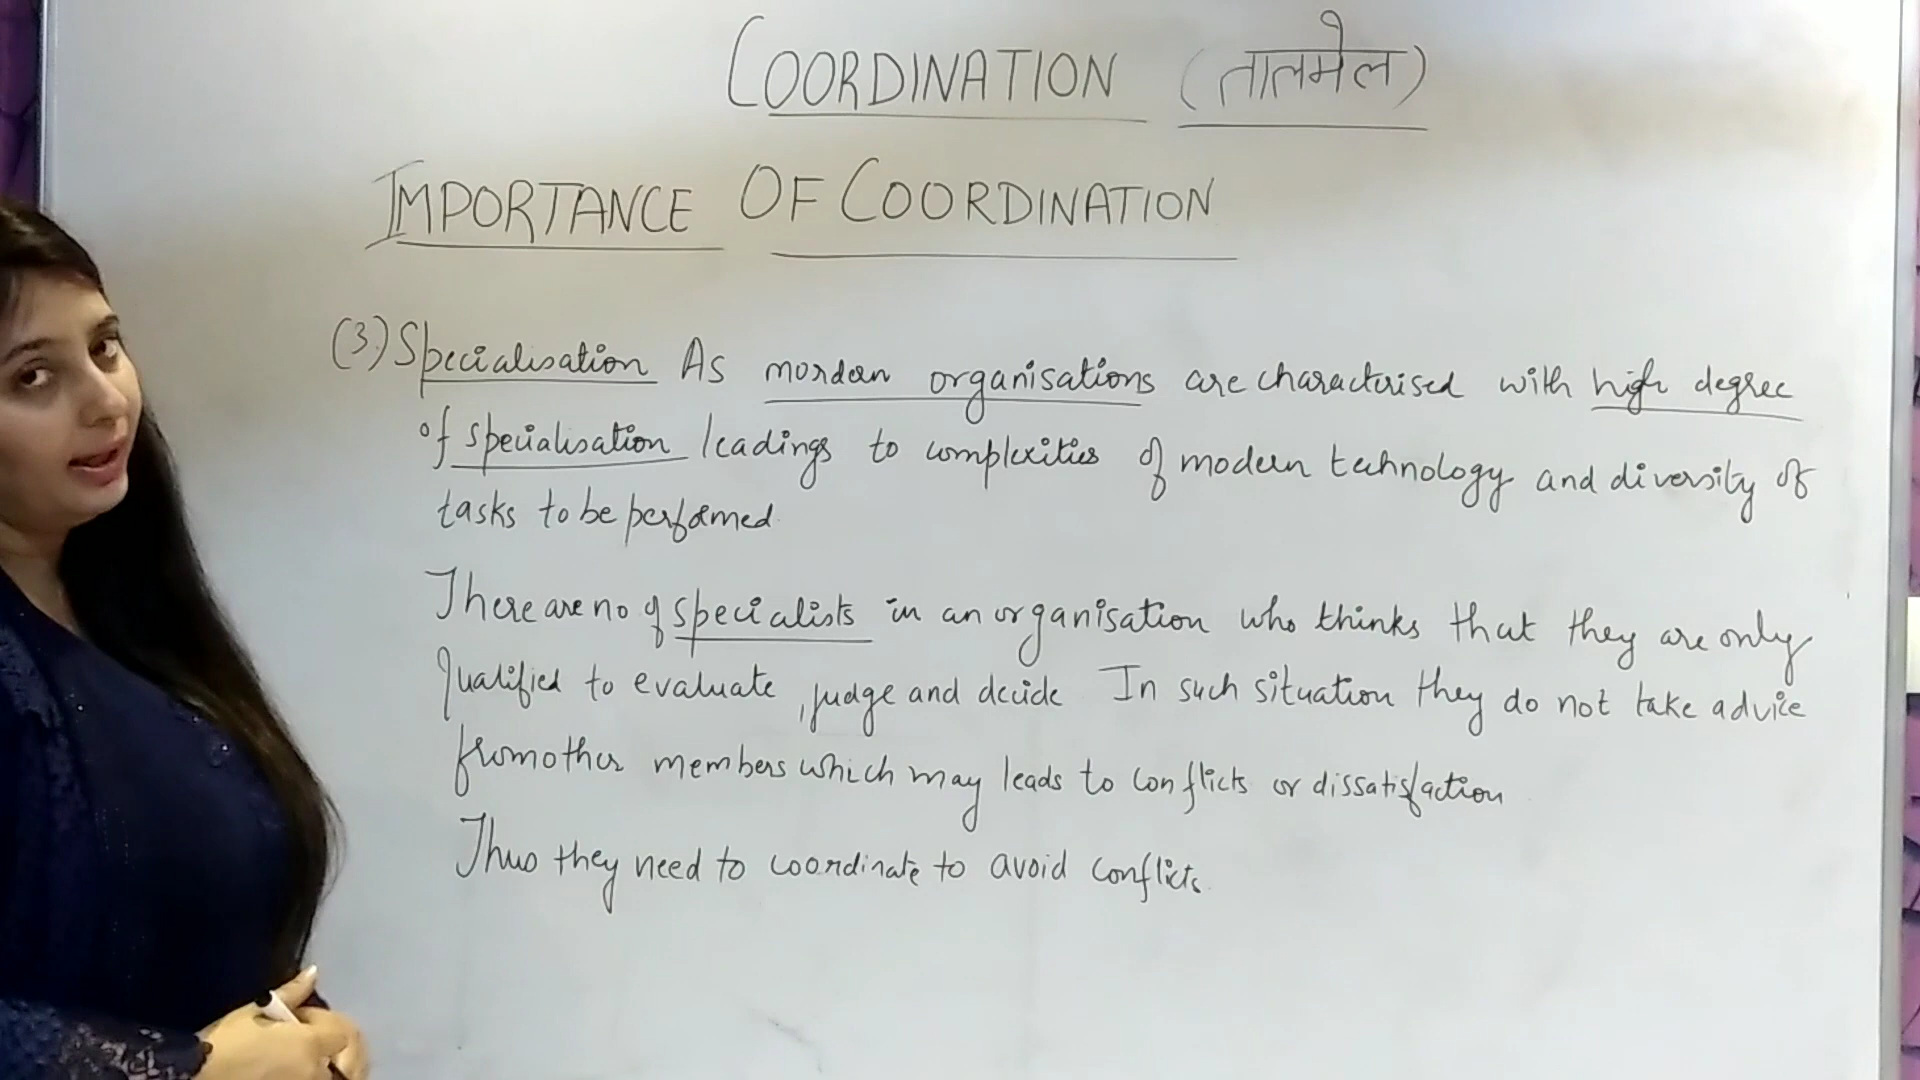 COORDINATION (तालमेल)
IMPORTANCE OF COORDINATION
(3.) Specialisation As mordern organisations are characterised with high degree
of specialisation leadings to complexities of modern technology and diversity of
tasks to be performed.
There are no of specialists in an organisation who thinks that they are only
qualified to evaluate, judge and decide In such situation they do not take advice
from other members which may leads to conflicts or dissatisfaction
Thus they need to coordinate to avoid conflicts.